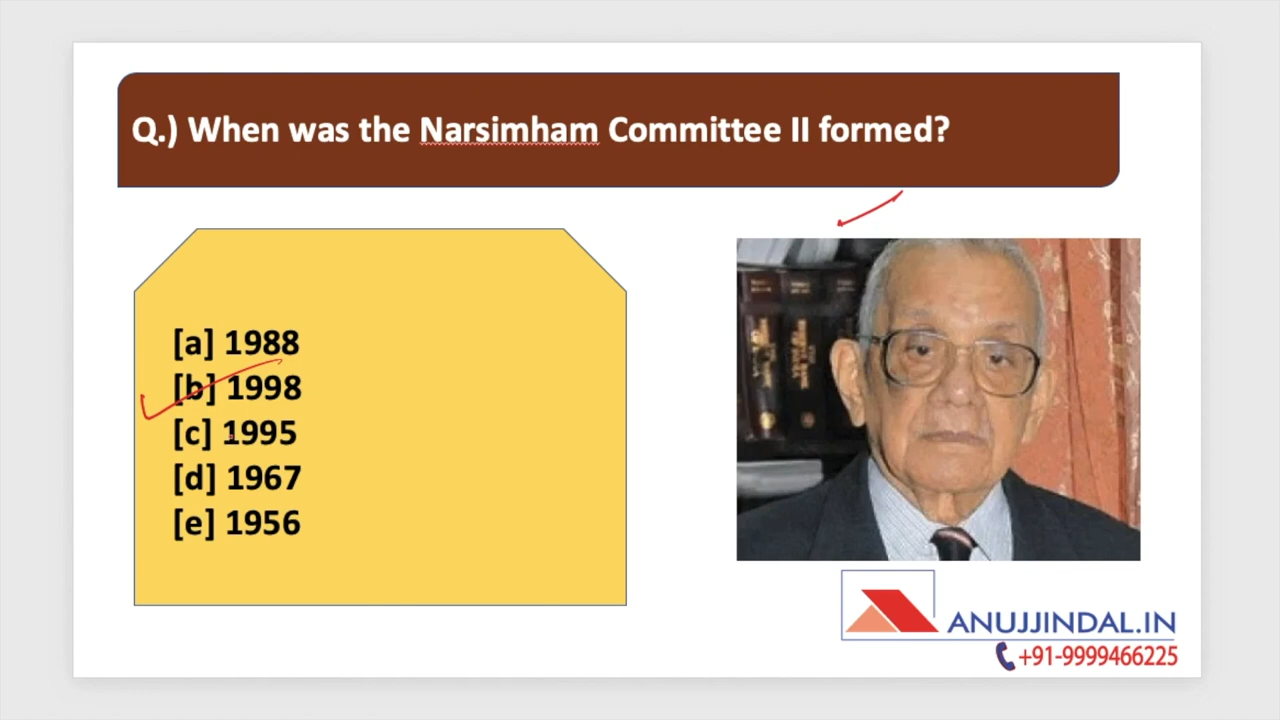 Q.) When was the Narsimham Committee II formed?
[a] 1988
[b] 1998
[c] 1995
[d] 1967
[e] 1956
ANUJJINDAL.IN
+91-9999466225